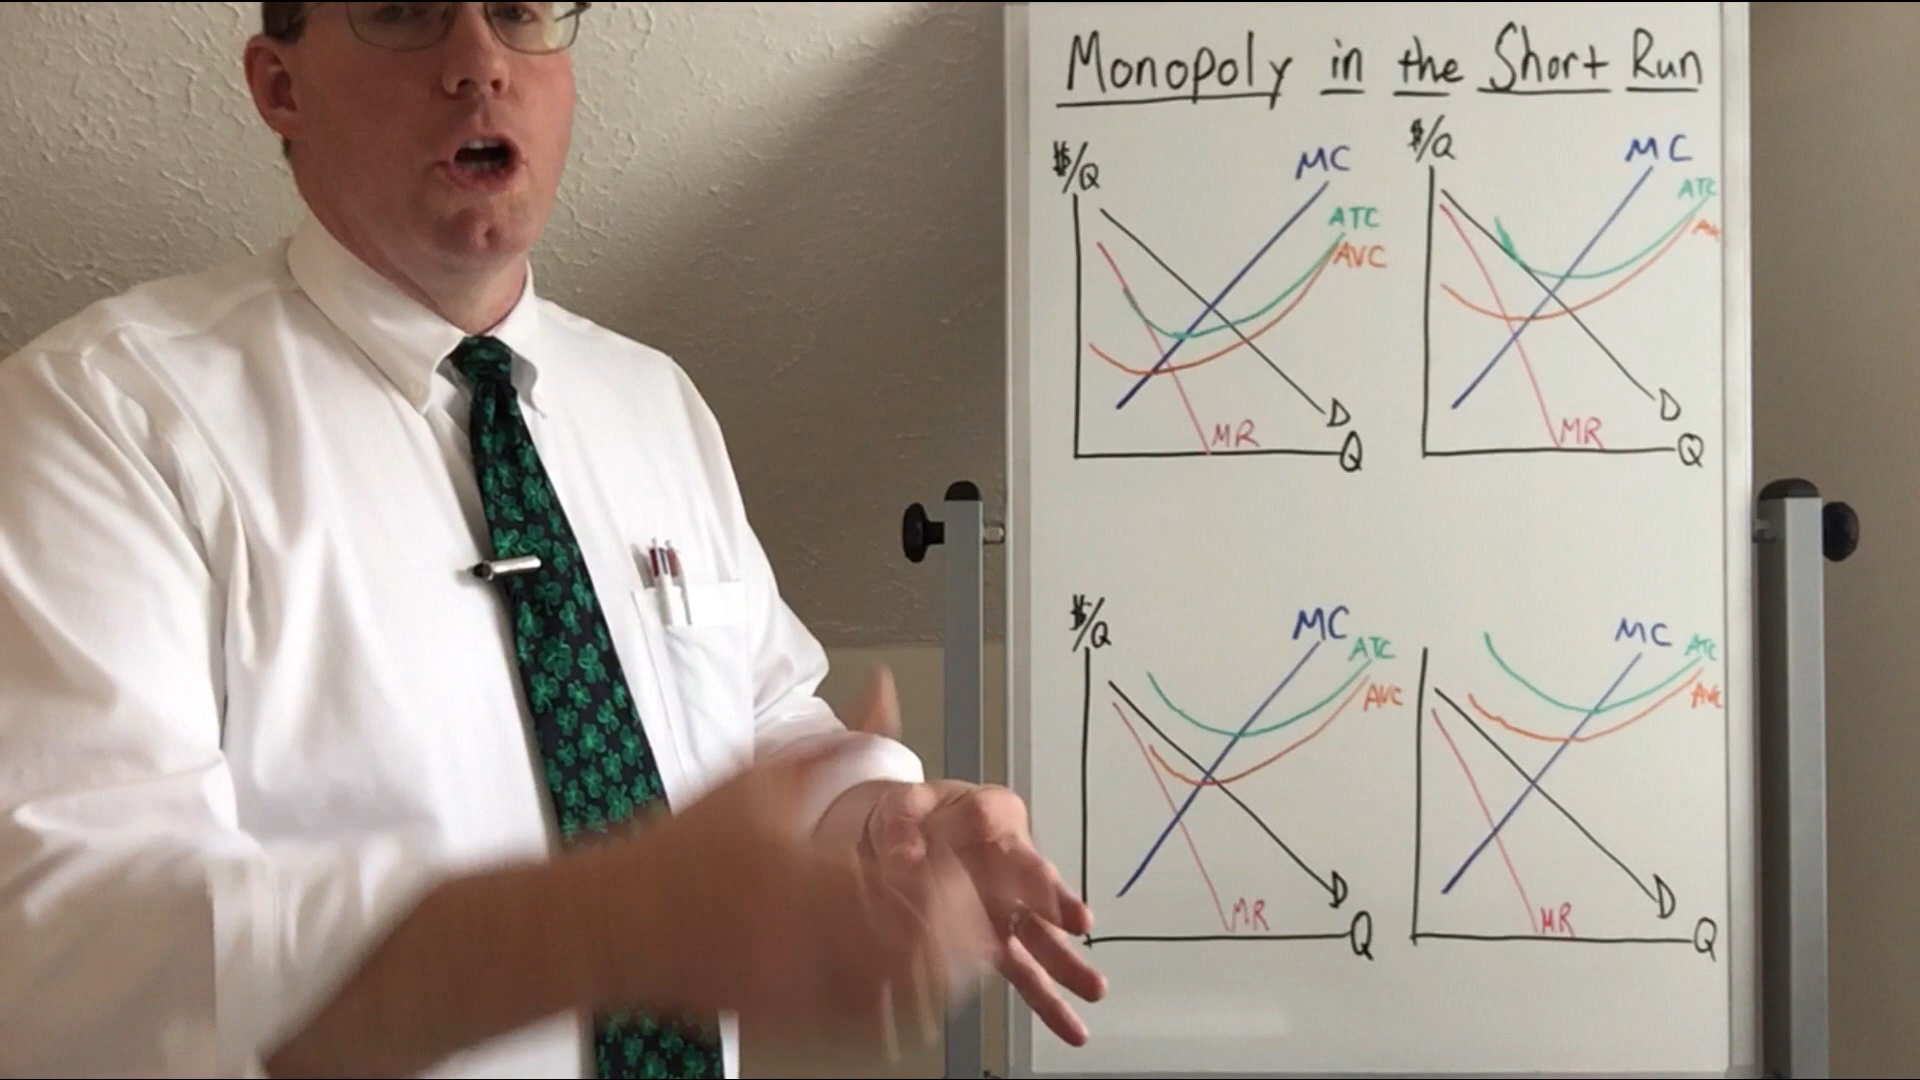 Monopoly in the Short Run
$/Q
MC
ATC
AVC
MR
D
Q
$/Q
MC
ATC
MR
D
Q
$/Q
MC
ATC
AVC
MR
D
Q
MC
ATC
AVC
MR
D
Q